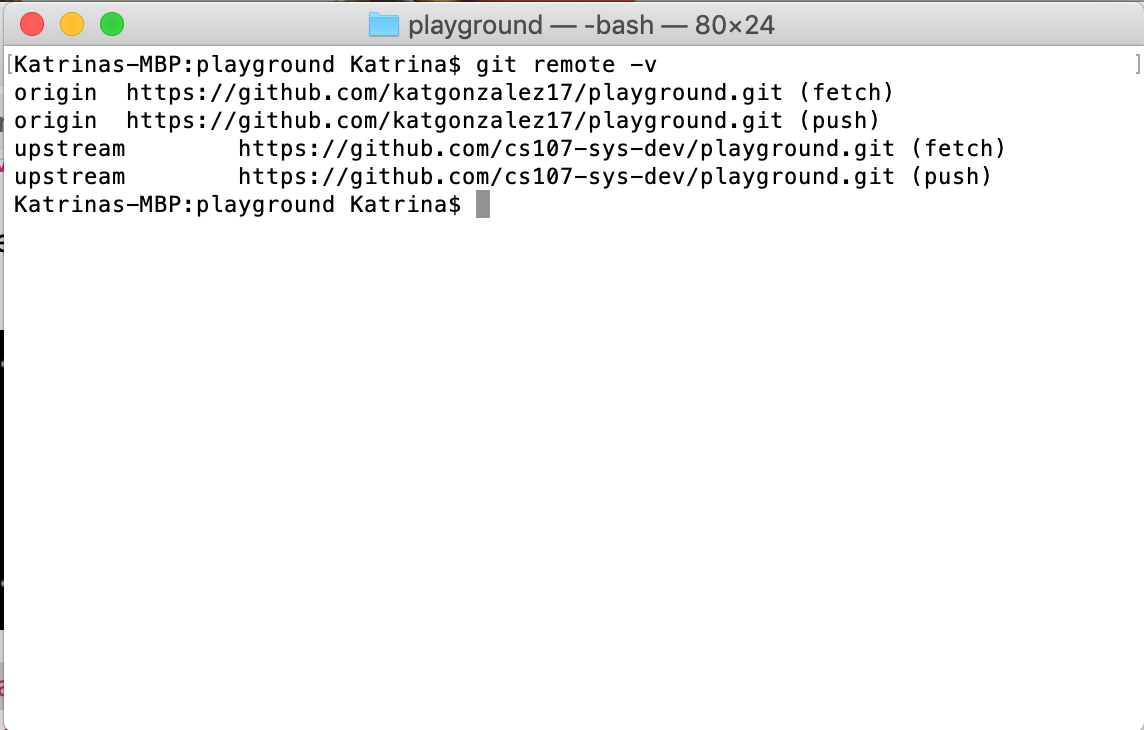 playground — -bash — 80×24
[Katrinas-MBP:playground Katrina$ git remote -v ]
origin  https://github.com/katgonzalez17/playground.git (fetch)
origin  https://github.com/katgonzalez17/playground.git (push)
upstream        https://github.com/cs107-sys-dev/playground.git (fetch)
upstream        https://github.com/cs107-sys-dev/playground.git (push)
Katrinas-MBP:playground Katrina$